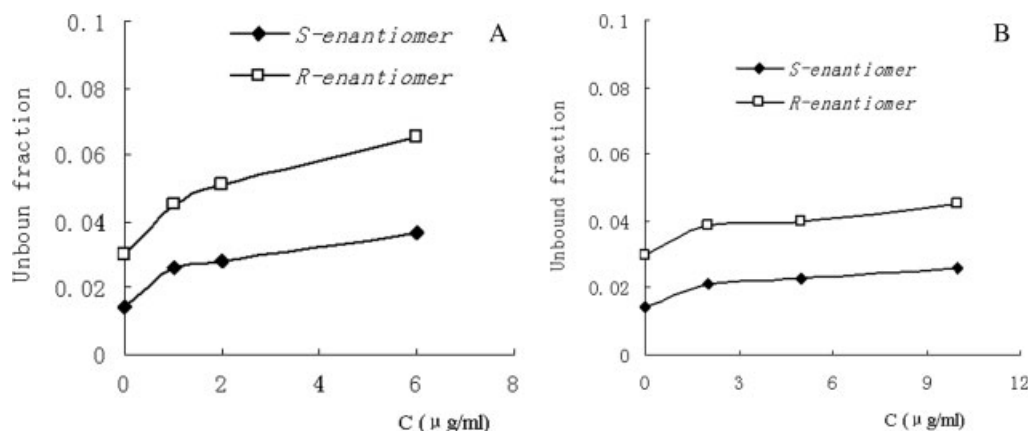 0.1
0.08
0.06
0.04
0.02
0
0
2
4
6
8
S-enantiomer
R-enantiomer
A
Unboun fraction
C ( μ g/ml)
0.1
0.08
0.06
0.04
0.02
0
0
3
6
9
12
S-enantiomer
R-enantiomer
B
Unbound fraction
C ( μ g/ml)